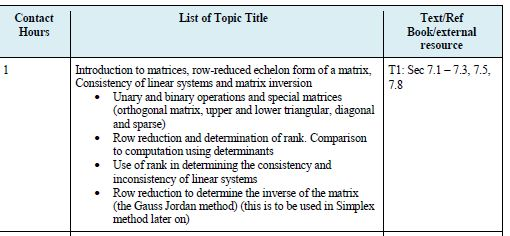 Contact
Hours
List of Topic Title
Text/Ref
Book/external
resource
1
Introduction to matrices, row-reduced echelon form of a matrix,
Consistency of linear systems and matrix inversion
• Unary and binary operations and special matrices
(orthogonal matrix, upper and lower triangular, diagonal
and sparse)
• Row reduction and determination of rank. Comparison
to computation using determinants
• Use of rank in determining the consistency and
inconsistency of linear systems
• Row reduction to determine the inverse of the matrix
(the Gauss Jordan method) (this is to be used in Simplex
method later on)
T1: Sec 7.1 – 7.3, 7.5,
7.8